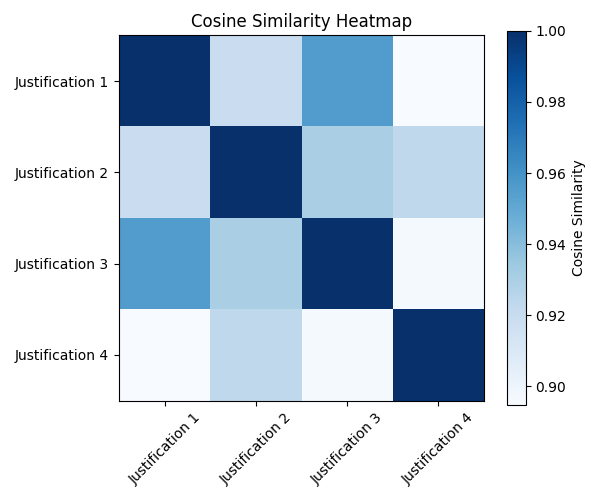 Cosine Similarity Heatmap
Justification 1
Justification 2
Justification 3
Justification 4
Justification 1
Justification 2
Justification 3
Justification 4
1.00
0.98
0.96
0.94
0.92
0.90
Cosine Similarity